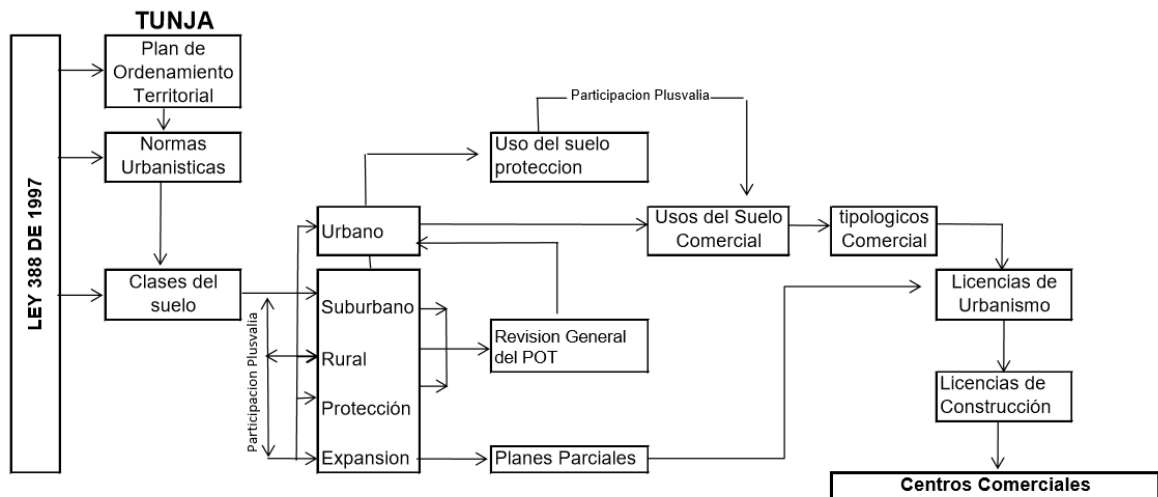 TUNJA
LEY 388 DE 1997
Plan de
Ordenamiento
Territorial
Normas
Urbanisticas
Clases del
suelo
Participacion Plusvalia
Urbano
Suburbano
Rural
Protección
Expansion
Participacion Plusvalia
Uso del suelo
proteccion
Revision General
del POT
Planes Parciales
Usos del Suelo
Comercial
tipologicos
Comercial
Licencias de
Urbanismo
Licencias de
Construcción
Centros Comerciales